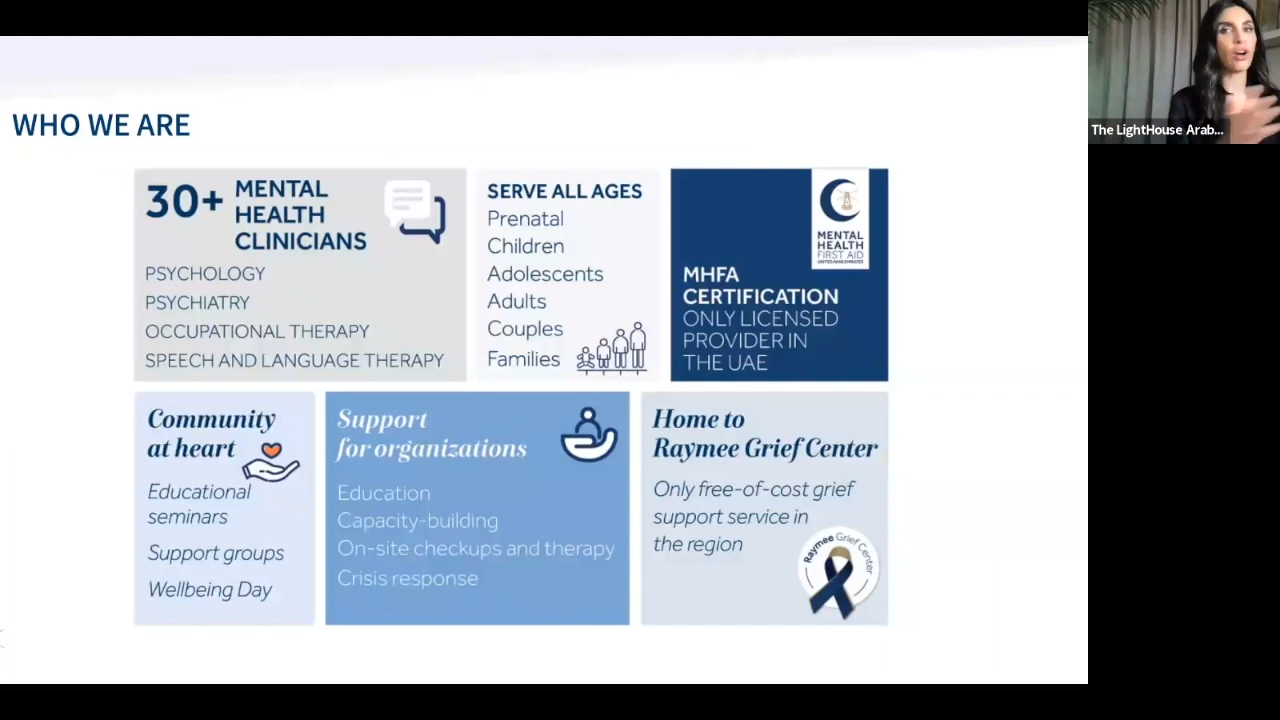 The LightHouse Arab...
WHO WE ARE
30+ MENTAL
HEALTH
CLINICIANS
PSYCHOLOGY
PSYCHIATRY
OCCUPATIONAL THERAPY
SPEECH AND LANGUAGE THERAPY
SERVE ALL AGES
Prenatal
Children
Adolescents
Adults
Couples
Families
MENTAL
HEALTH
FIRST AID
UNITED ARAB EMIRATES
MHFA
CERTIFICATION
ONLY LICENSED
PROVIDER IN
THE UAE
Community
at heart
Educational
seminars
Support groups
Wellbeing Day
Support
for organizations
Education
Capacity-building
On-site checkups and therapy
Crisis response
Home to
Raymee Grief Center
Only free-of-cost grief
support service in
the region
Raymee Grief Center